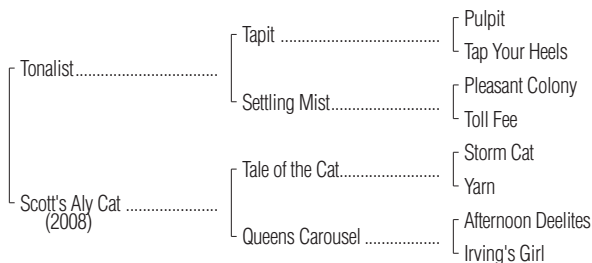 Pulpit
Tapit ........................................
Tap Your Heels
Tonalist....................................
Pleasant Colony
Settling Mist...........................
Toll Fee
Storm Cat
Tale of the Cat.........................
Yarn
Scott's Aly Cat .......................
(2008)
Afternoon Deelites
Queens Carousel ...................
Irving's Girl